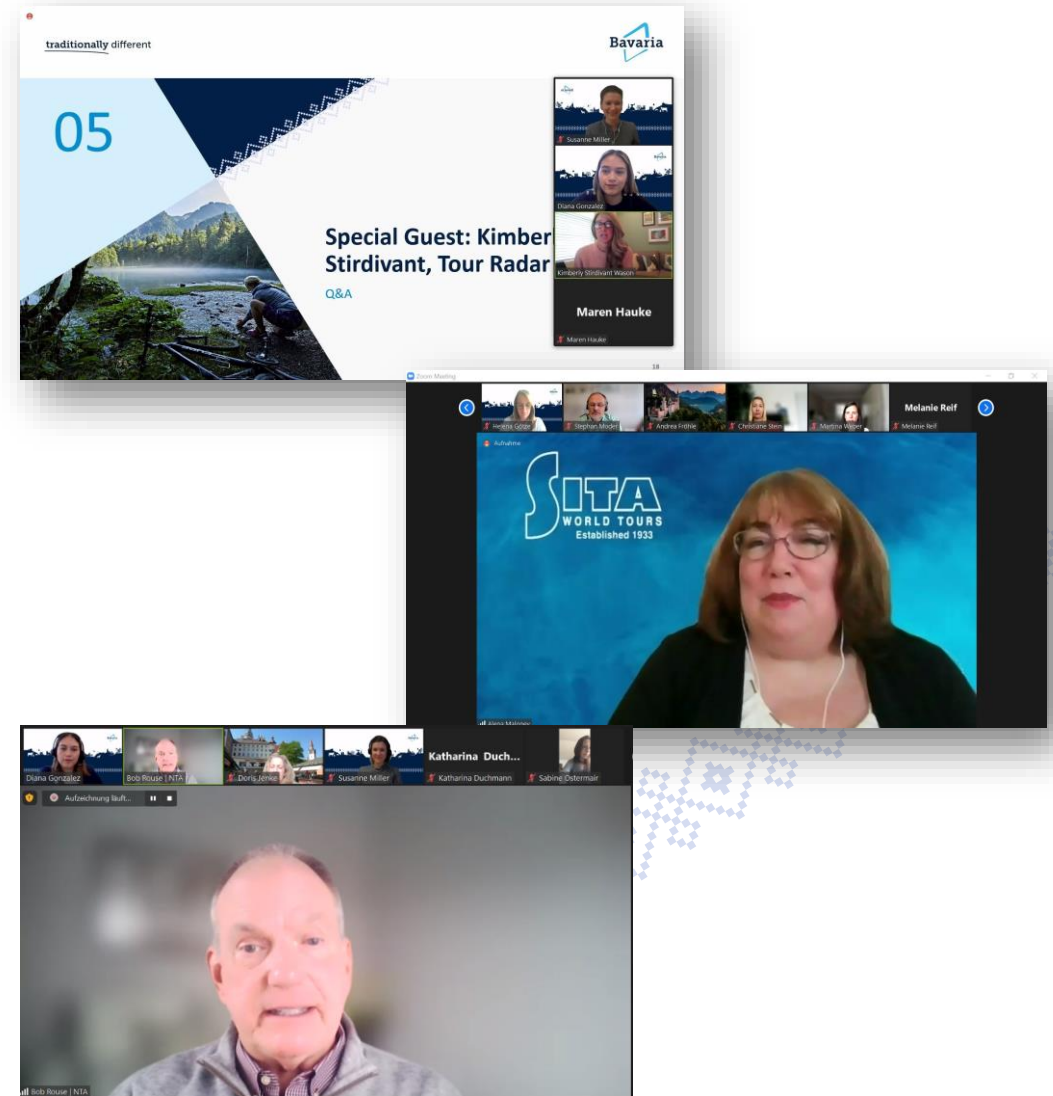 traditionally different
Bavaria
05
Susanne Miller
Diana Gonzalez
Special Guest: Kimber
Stirdivant, Tour Radar
Kimberly Stirdivant Wason
Q&A
Maren Hauke
Maren Hauke
18
Zoom Meeting
Melanie Reif
Helena Götze
Stephan Moder
Andrea Fröhle
Christiane Stein
Martina Weber
Melanie Reif
Aufnahme
SITA
WORLD TOURS
Established 1933
Alena Maloney
Katharina Duch...
Diana Gonzalez
Bob Rouse | NTA
Doris Jenke
Susanne Miller
Katharina Duchmann
Sabine Ostermair
Aufzeichnung läuft...
Bob Rouse | NTA